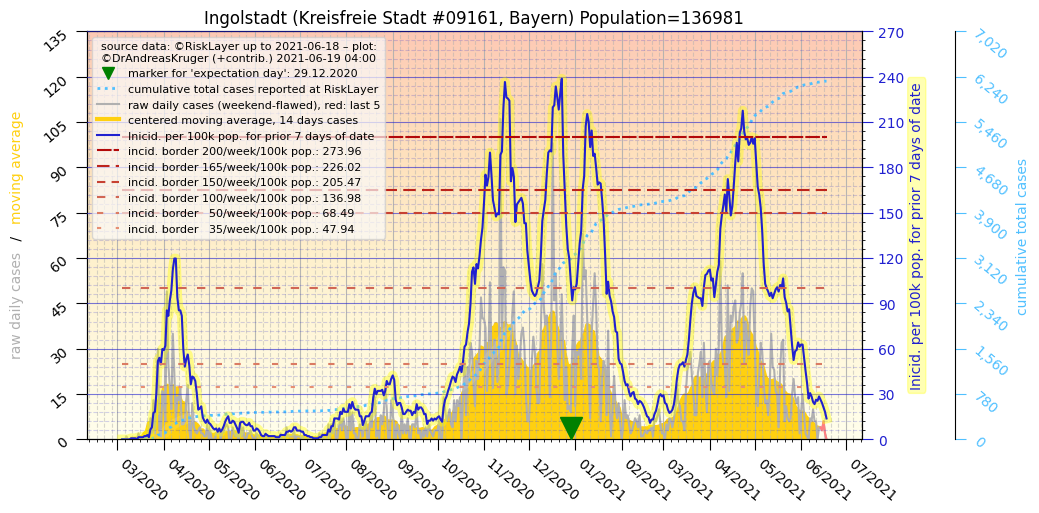 Ingolstadt (Kreisfreie Stadt #09161, Bayern) Population=136981
source data: ©RiskLayer up to 2021-06-18 – plot:
©DrAndreasKruger (+contrib.) 2021-06-19 04:00
marker for 'expectation day': 29.12.2020
cumulative total cases reported at RiskLayer
raw daily cases (weekend-flawed), red: last 5
centered moving average, 14 days cases
Inicid. per 100k pop. for prior 7 days of date
incid. border 200/week/100k pop.: 273.96
incid. border 165/week/100k pop.: 226.02
incid. border 150/week/100k pop.: 205.47
incid. border 100/week/100k pop.: 136.98
incid. border 50/week/100k pop.: 68.49
incid. border 35/week/100k pop.: 47.94
raw daily cases / moving average
135
120
105
90
75
60
45
30
15
0
03/2020
04/2020
05/2020
06/2020
07/2020
08/2020
09/2020
10/2020
11/2020
12/2020
01/2021
02/2021
03/2021
04/2021
05/2021
06/2021
07/2021
270
240
210
180
150
120
90
60
30
0
Inicid. per 100k pop. for prior 7 days of date
7,020
6,240
5,460
4,680
3,900
3,120
2,340
1,560
780
0
cumulative total cases